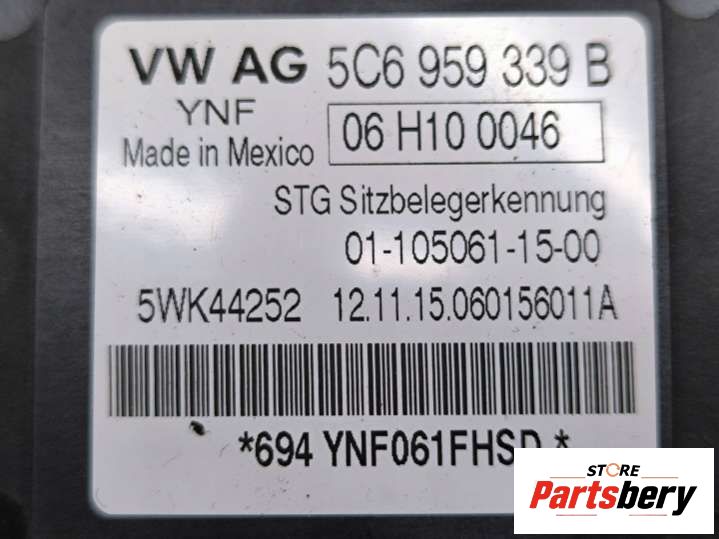 VW AG 5C6 959 339 B
YNF 06 H10 0046
Made in Mexico
STG Sitzbelegerkennung
01-105061-15-00
5WK44252 12.11.15.060156011A
*694 YNF061FHSD *
STORE
Partsbery